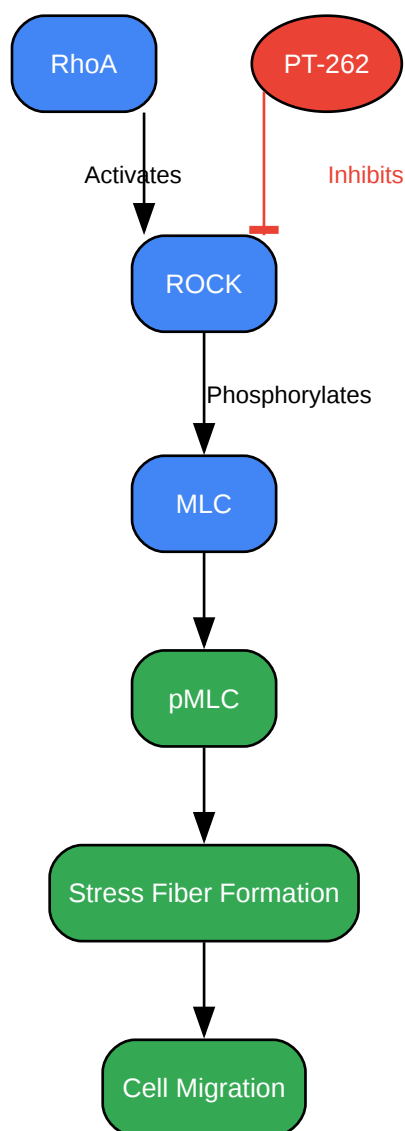 RhoA
PT-262
Activates
Inhibits
ROCK
Phosphorylates
MLC
pMLC
Stress Fiber Formation
Cell Migration